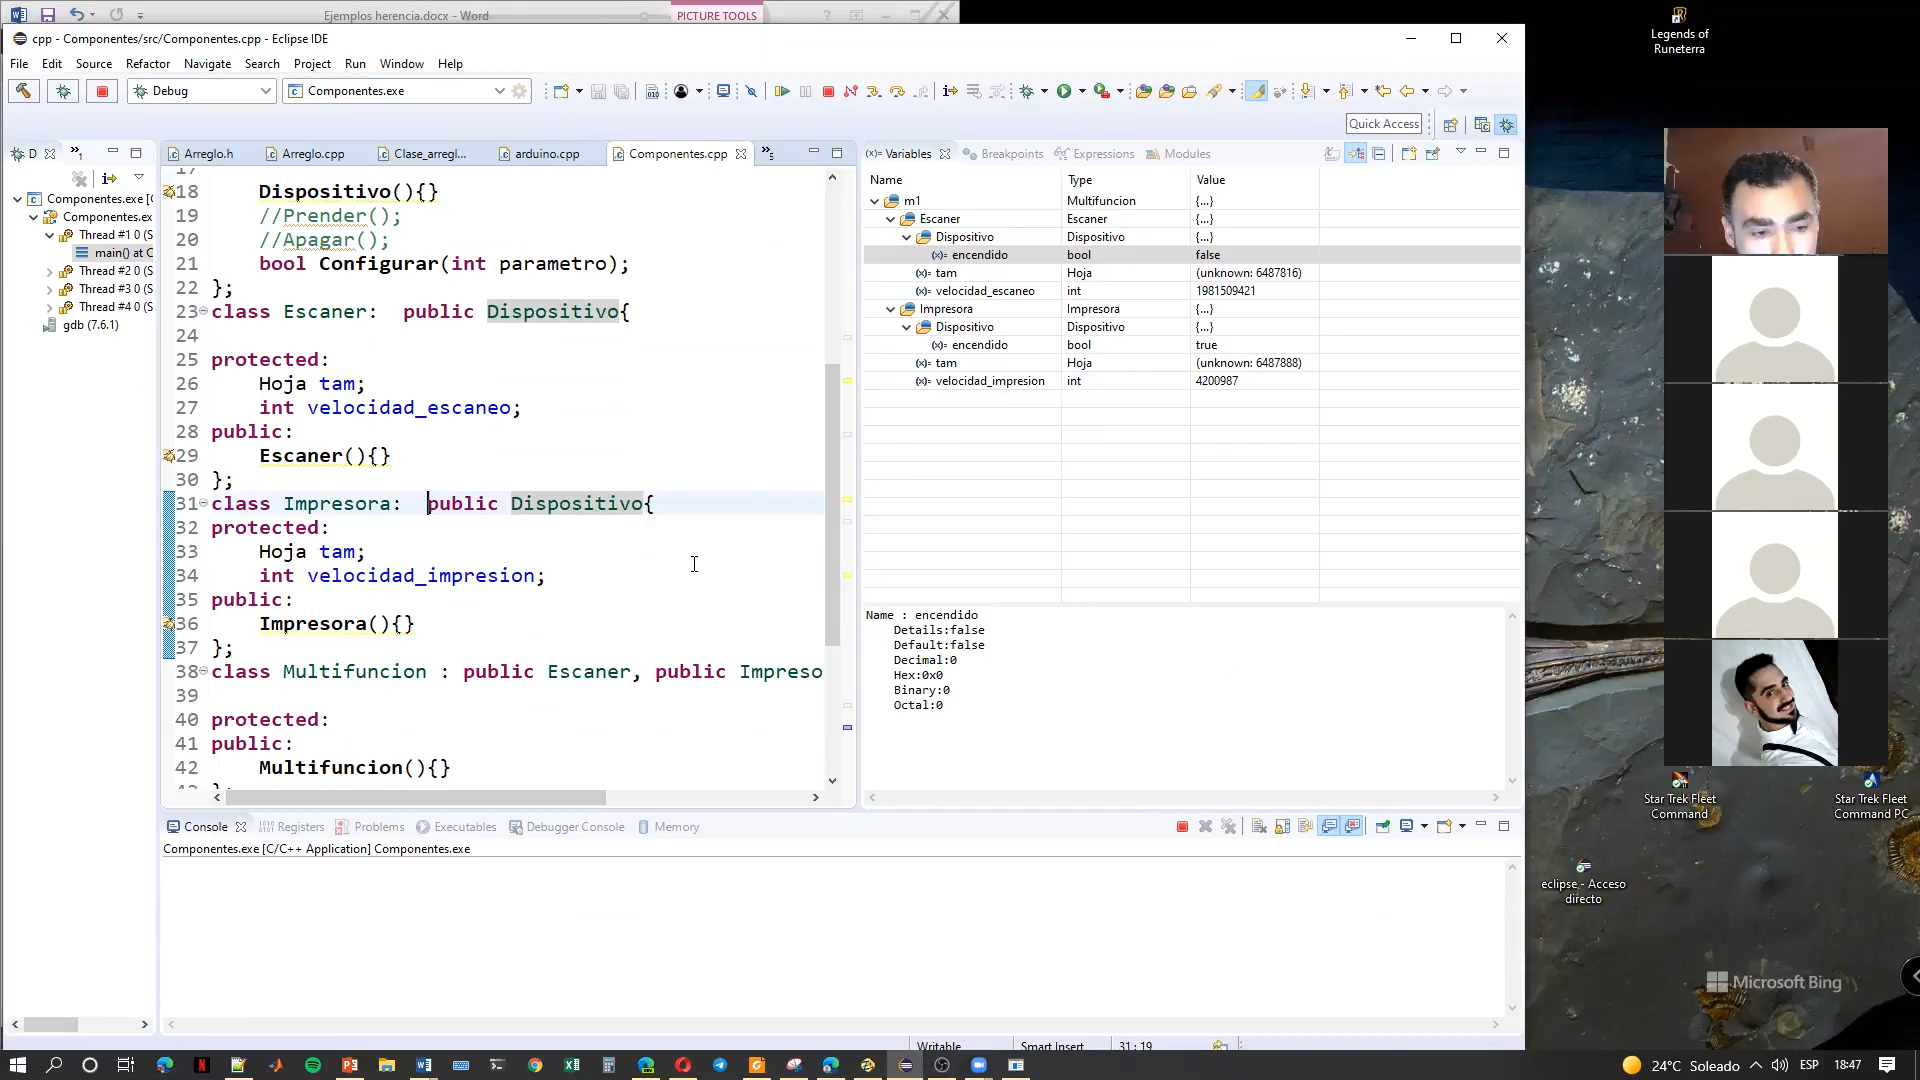 Ejemplos herencia.docx - Word
PICTURE TOOLS
cpp - Componentes/src/Componentes.cpp - Eclipse IDE
File Edit Source Refactor Navigate Search Project Run Window Help
Debug
Componentes.exe
Quick Access
D
Arreglo.h
Arreglo.cpp
Clase_arregl...
arduino.cpp
Componentes.cpp
»5
Componentes.exe [C
Componentes.ex
Thread #1 0 (S
main() at C
Thread #2 0 (S
Thread #3 0 (S
Thread #4 0 (S
gdb (7.6.1)
18 Dispositivo(){}
19 //Prender();
20 //Apagar();
21 bool Configurar(int parametro);
22 };
23 class Escaner: public Dispositivo{
24
25 protected:
26 Hoja tam;
27 int velocidad_escaneo;
28 public:
29 Escaner(){}
30 };
31 class Impresora: public Dispositivo{
32 protected:
33 Hoja tam;
34 int velocidad_impresion;
35 public:
36 Impresora(){}
37 };
38 class Multifuncion : public Escaner, public Impreso
39
40 protected:
41 public:
42 Multifuncion(){}
(x)= Variables Breakpoints Expressions Modules
Name Type Value
m1 Multifuncion {...}
Escaner Escaner {...}
Dispositivo Dispositivo {...}
(x)= encendido bool false
(x)= tam Hoja (unknown: 6487816)
(x)= velocidad_escaneo int 1981509421
Impresora Impresora {...}
Dispositivo Dispositivo {...}
(x)= encendido bool true
(x)= tam Hoja (unknown: 6487888)
(x)= velocidad_impresion int 4200987
Name : encendido
Details:false
Default:false
Decimal:0
Hex:0x0
Binary:0
Octal:0
Console Registers Problems Executables Debugger Console Memory
Componentes.exe [C/C++ Application] Componentes.exe
Writable Smart Insert 31 : 19
Legends of
Runeterra
Star Trek Fleet
Command
Star Trek Fleet
Command PC
eclipse - Acceso
directo
Microsoft Bing
24°C Soleado
ESP
18:47